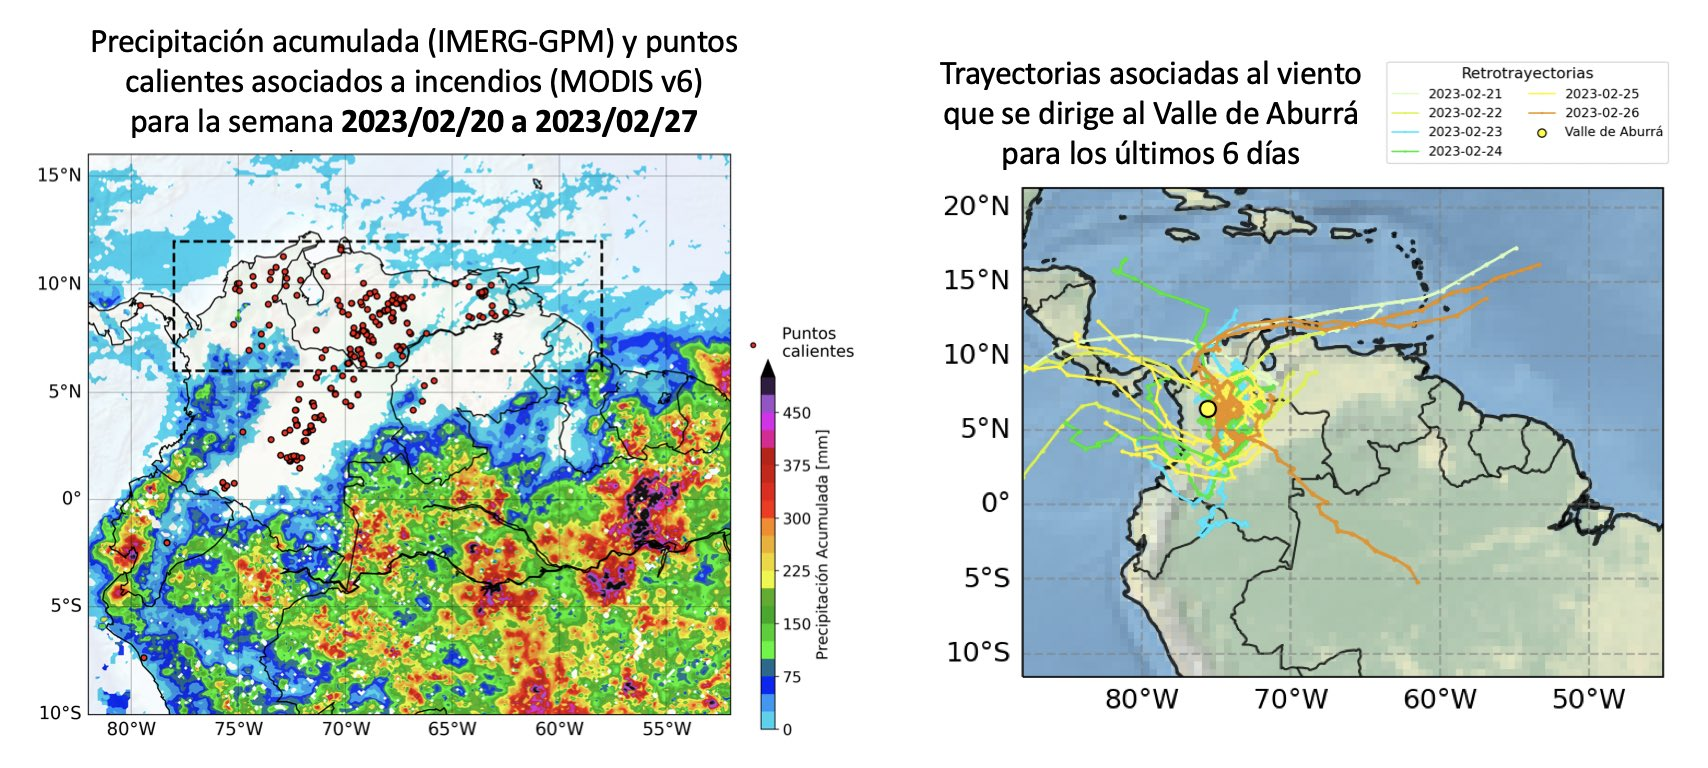 Precipitación acumulada (IMERG-GPM) y puntos
calientes asociados a incendios (MODIS v6)
para la semana 2023/02/20 a 2023/02/27
15°N
10°N
5°N
0°
5°S
10°S
80°W
75°W
70°W
65°W
60°W
55°W
Puntos
calientes
450
375
300
225
150
75
0
Precipitación Acumulada [mm]
Trayectorias asociadas al viento
que se dirige al Valle de Aburrá
para los últimos 6 días
Retrotrayectorias
2023-02-21
2023-02-22
2023-02-23
2023-02-24
2023-02-25
2023-02-26
Valle de Aburrá
20°N
15°N
10°N
5°N
0°
5°S
10°S
80°W
70°W
60°W
50°W